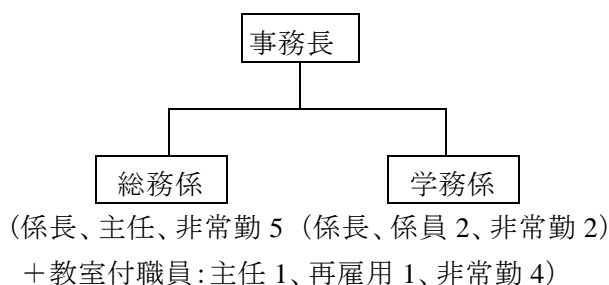 事務長
総務係
学務係
(係長、主任、非常勤 5 (係長、係員 2、非常勤 2)
+教室付職員:主任 1、再雇用 1、非常勤 4)